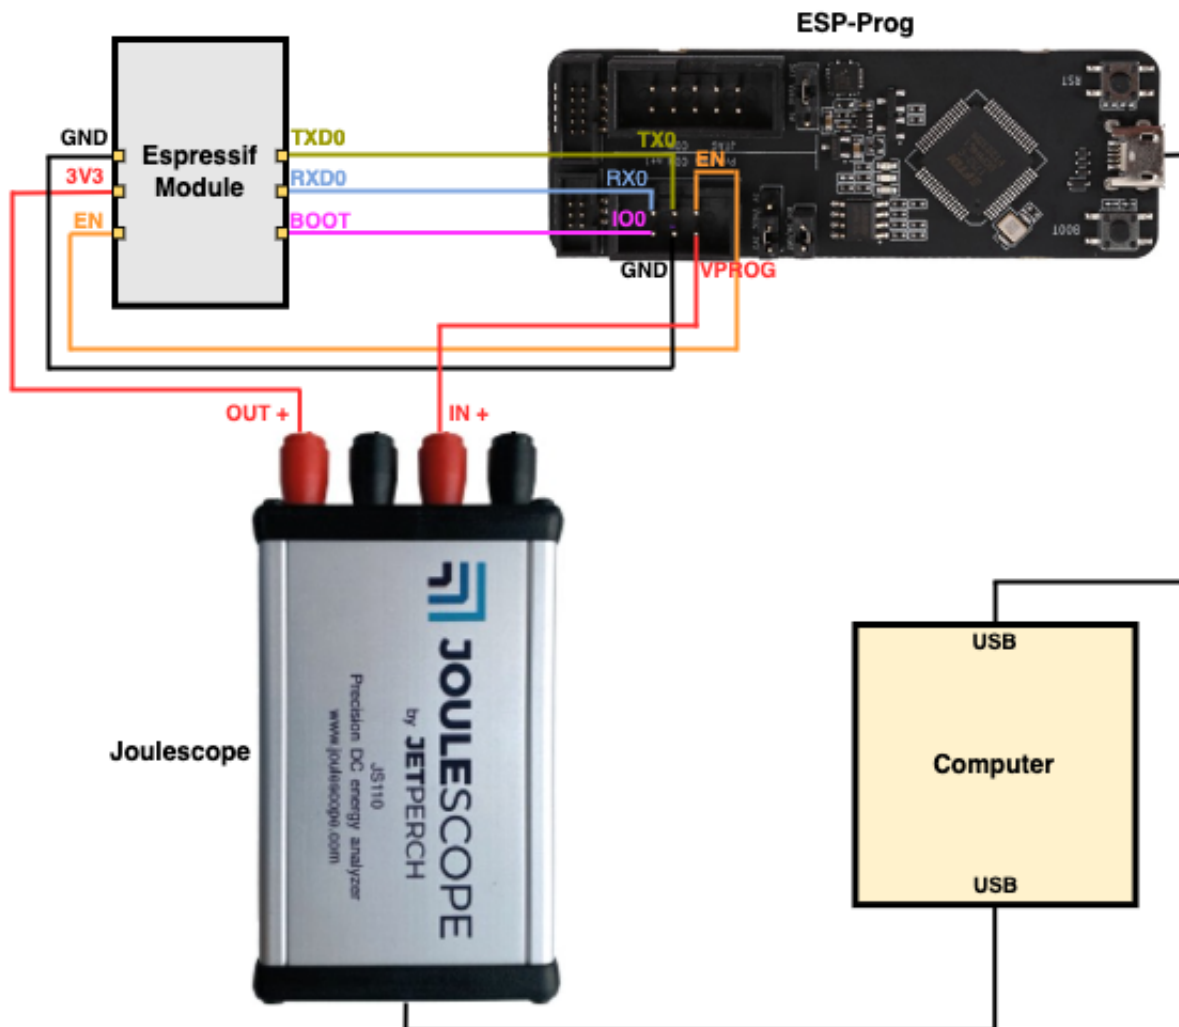 ESP-Prog
GND
3V3
EN
Espressif
Module
TXD0
RXD0
BOOT
TX0
RX0
IO0
EN
GND
VPROG
RST
BOOT
OUT +
IN +
JOULESCOPE
by JETPERCH
JS110
Precision DC energy analyzer
www.joulescope.com
Joulescope
USB
Computer
USB